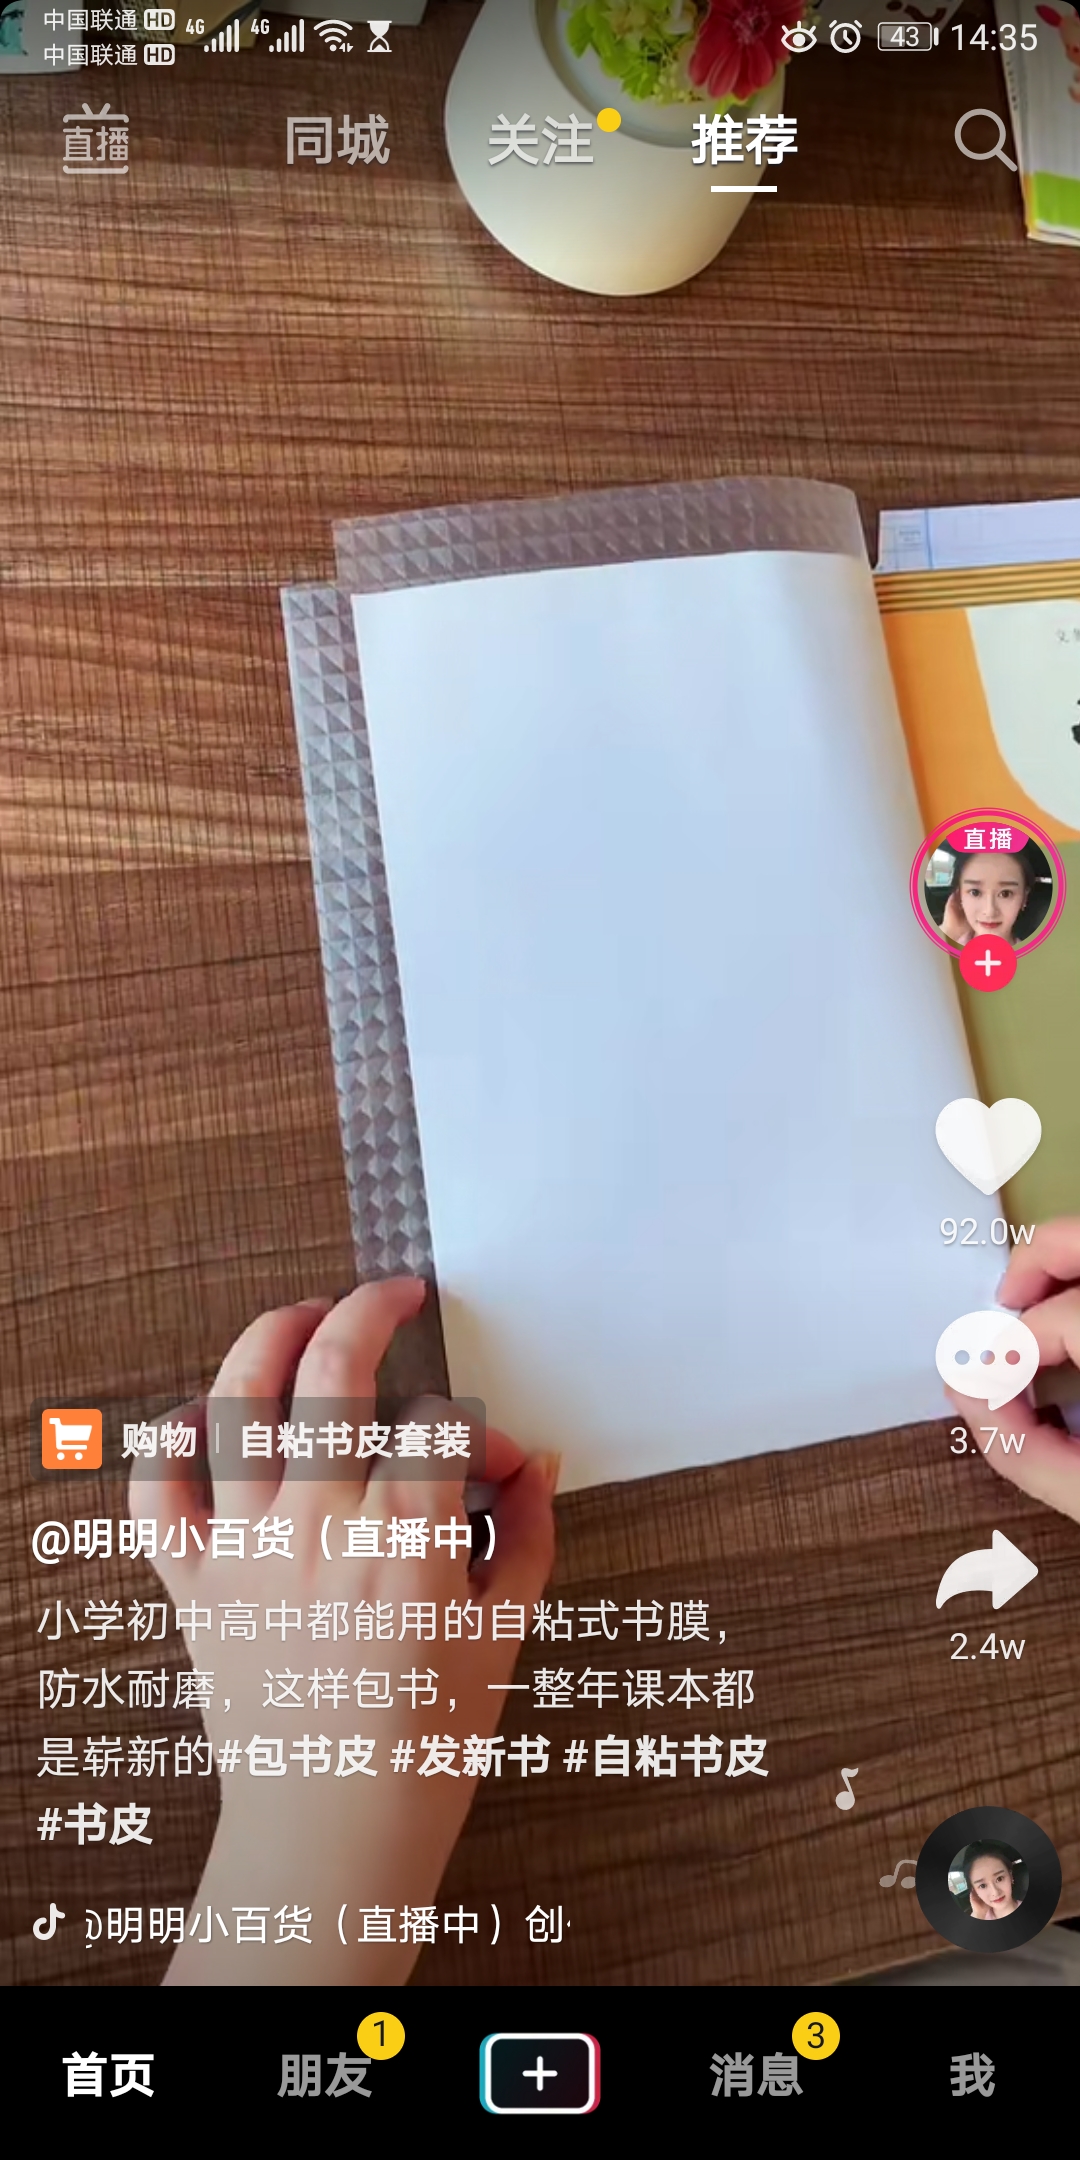 中国联通 HD 4G 4G 43 14:35
中国联通 HD
直播 同城 关注 推荐
直播
92.0w
3.7w
购物 | 自粘书皮套装
@明明小百货（直播中）
小学初中高中都能用的自粘式书膜，
防水耐磨，这样包书，一整年课本都
是崭新的#包书皮 #发新书 #自粘书皮
#书皮
2.4w
@明明小百货（直播中）创
首页 朋友 1 消息 3 我